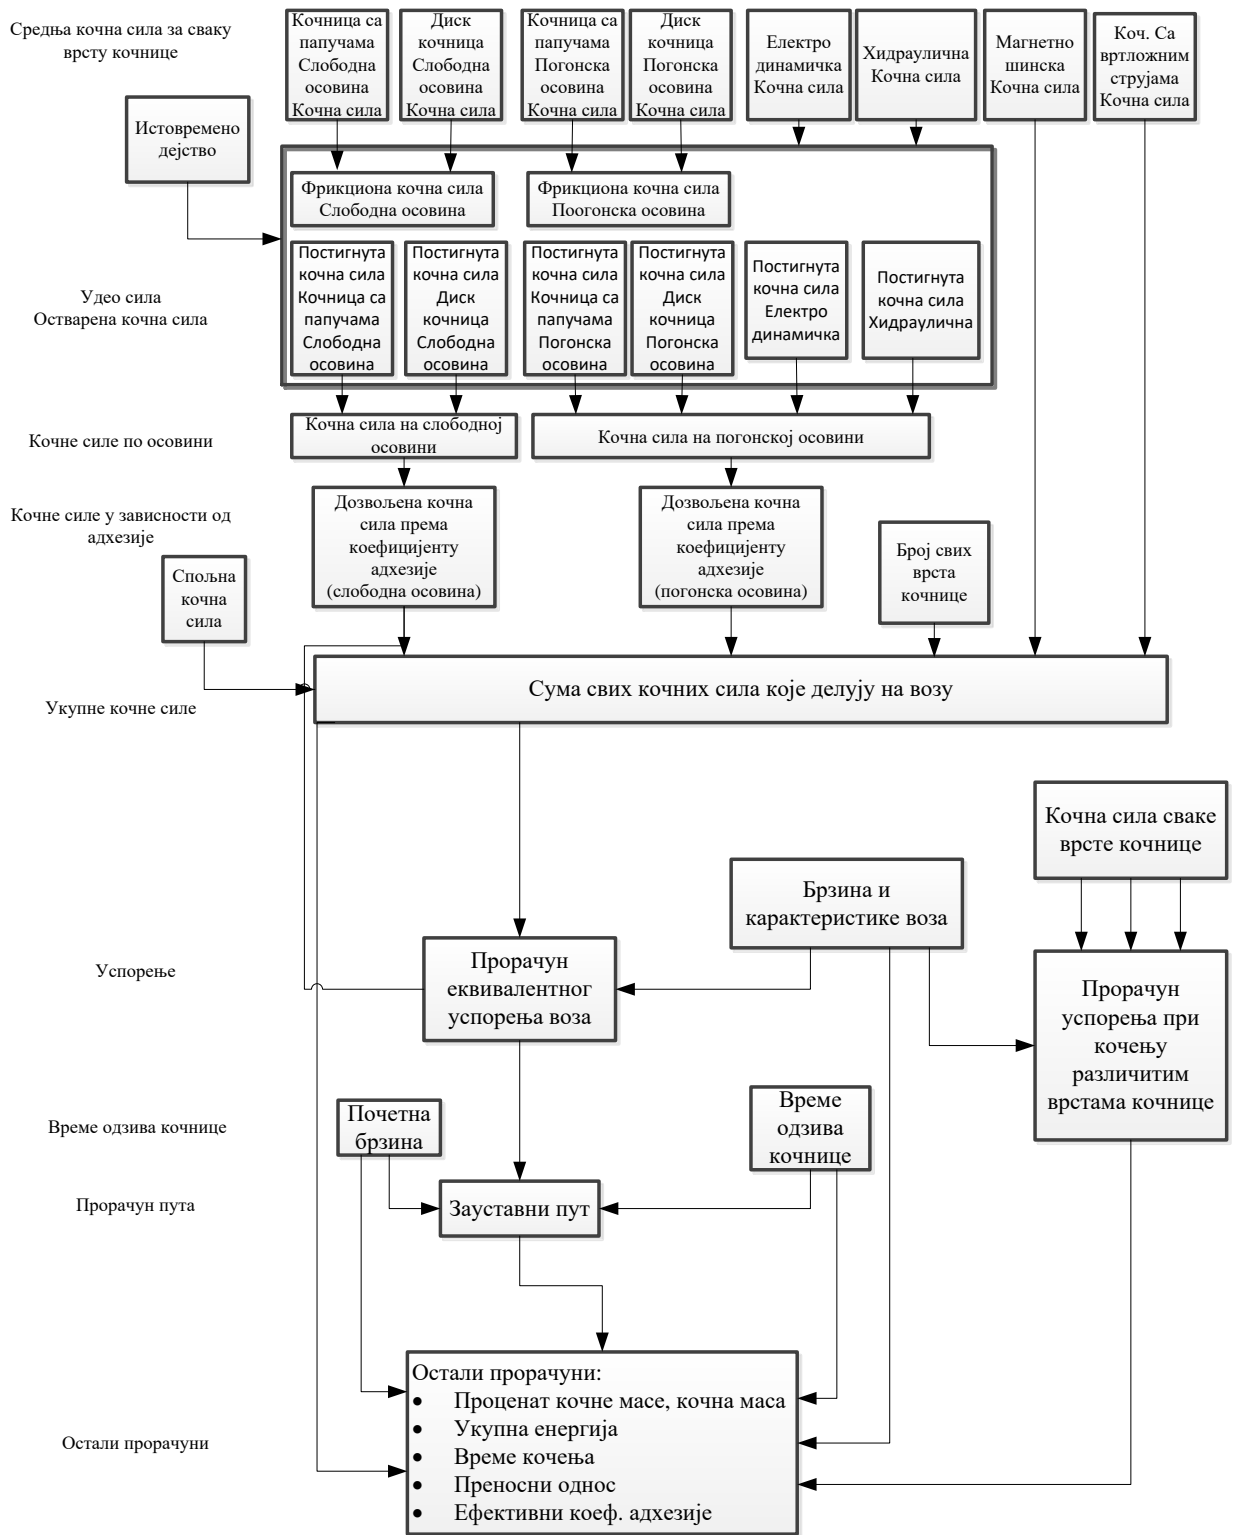 Средња кочна сила за сваку
врсту кочнице
Кочница са
папучама
Слободна
осовина
Кочна сила
Диск
кочница
Слободна
осовина
Кочна сила
Кочница са
папучама
Погонска
осовина
Кочна сила
Диск
кочница
Погонска
осовина
Кочна сила
Електро
динамичка
Кочна сила
Хидраулична
Кочна сила
Магнетно
шинска
Кочна сила
Коч. Са
вртложним
струјама
Кочна сила
Истовремено
дејство
Фрикциона кочна сила
Слободна осовина
Фрикциона кочна сила
Поогонска осовина
Удео сила
Остварена кочна сила
Постигнута
кочна сила
Кочница са
папучама
Слободна
осовина
Постигнута
кочна сила
Диск
кочница
Слободна
осовина
Постигнута
кочна сила
Кочница са
папучама
Погонска
осовина
Постигнута
кочна сила
Диск
кочница
Погонска
осовина
Постигнута
кочна сила
Електро
динамичка
Постигнута
кочна сила
Хидраулична
Кочне силе по осовини
Кочна сила на слободној
осовини
Кочна сила на погонској осовини
Кочне силе у зависности од
адхезије
Дозвољена кочна
сила према
коефицијенту
адхезије
(слободна осовина)
Дозвољена кочна
сила према
коефицијенту
адхезије
(погонска осовина)
Број свих
врста
кочнице
Спољна
кочна
сила
Укупне кочне силе
Сума свих кочних сила које делују на возу
Кочна сила сваке
врсте кочнице
Брзина и
карактеристике воза
Успорење
Прорачун
еквивалентног
успорења воза
Прорачун
успорења при
кочењу
различитим
врстама кочнице
Време одзива кочнице
Почетна
брзина
Време
одзива
кочнице
Прорачун пута
Зауставни пут
Остали прорачуни
Остали прорачуни:
• Проценат кочне масе, кочна маса
• Укупна енергија
• Време кочења
• Преносни однос
• Ефективни коеф. адхезије